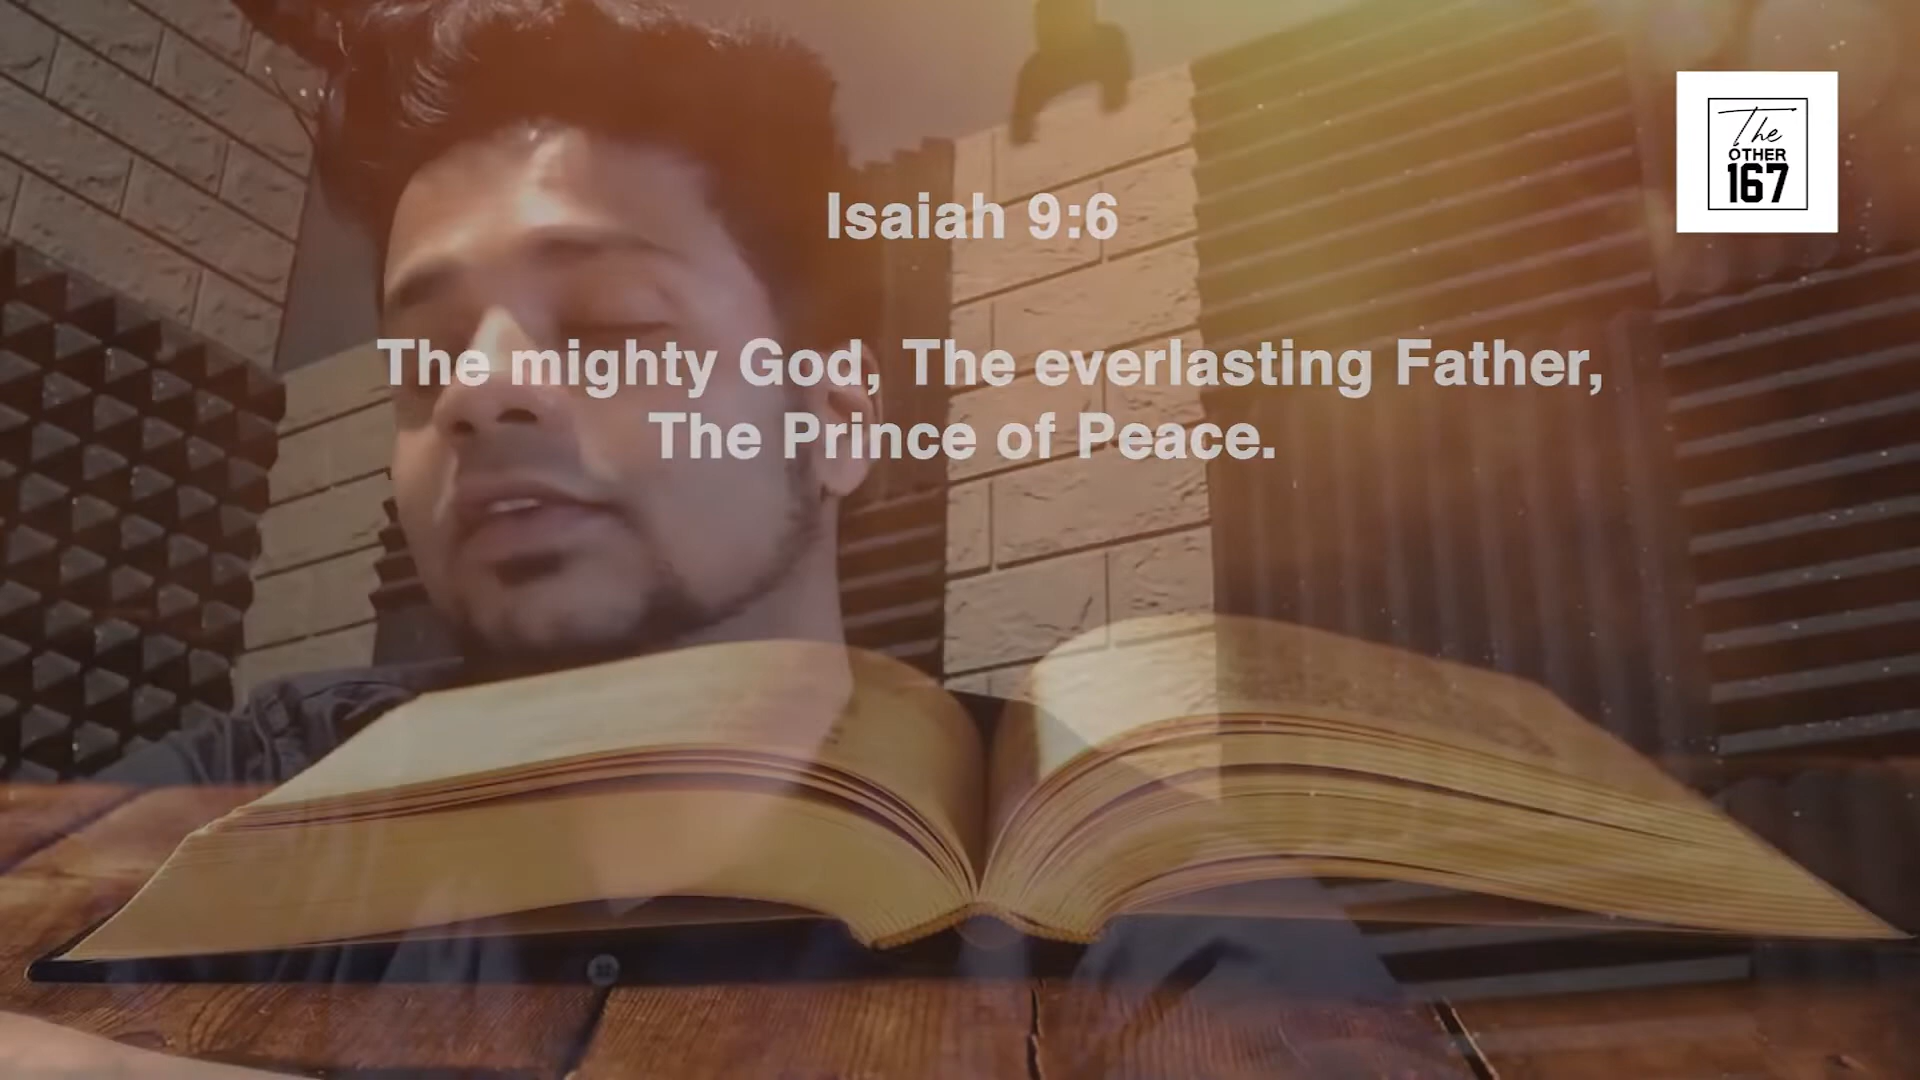 Isaiah 9:6
The mighty God, The everlasting Father,
The Prince of Peace.
The
OTHER
167